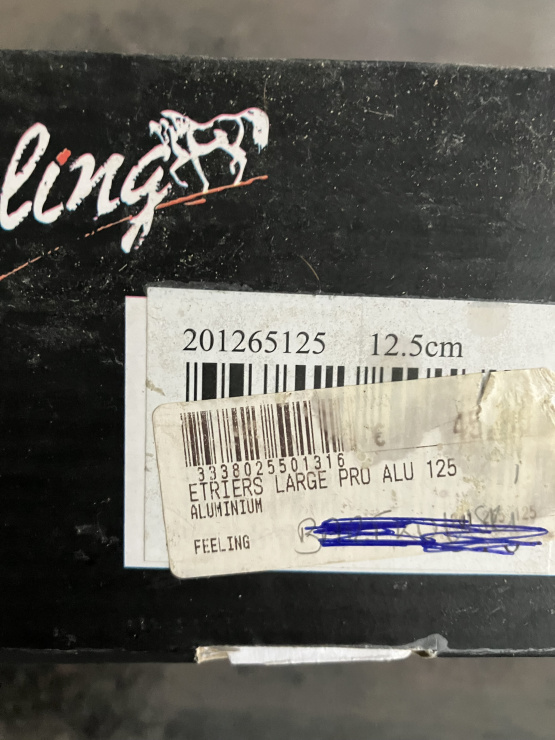 ling
201265125 12.5cm
€
3338025501316
ETRIERS LARGE PRO ALU 125
ALUMINIUM
FEELING